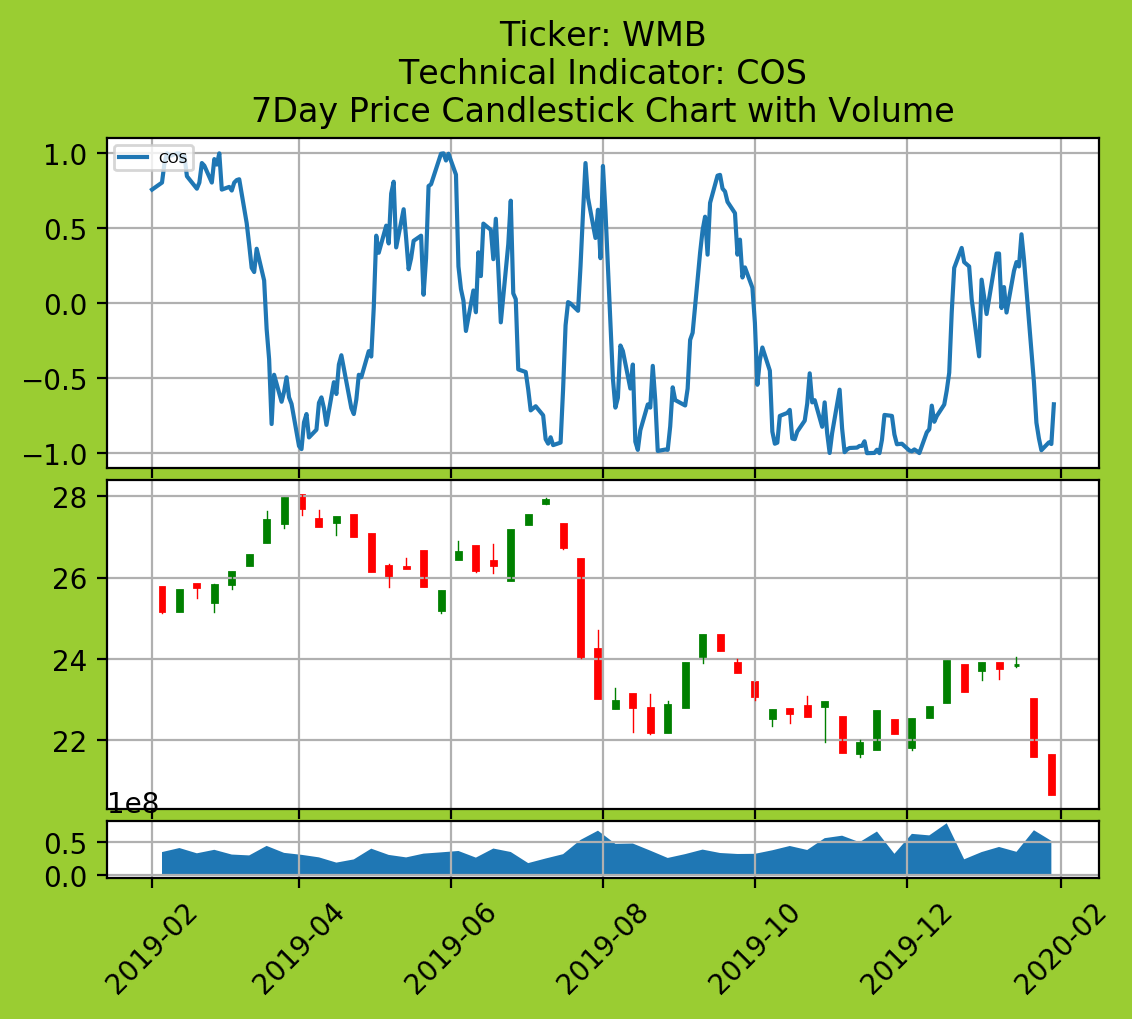 Ticker: WMB
Technical Indicator: COS
7Day Price Candlestick Chart with Volume
COS
1.0
0.5
0.0
−0.5
−1.0
28
26
24
22
1e8
0.5
0.0
2019-02 2019-04 2019-06 2019-08 2019-10 2019-12 2020-02